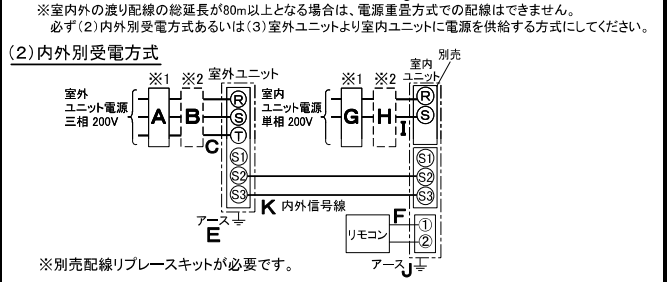 ※室内外の渡り配線の総延長が80m以上となる場合は、電源重畳方式での配線はできません。
必ず(2)内外別受電方式あるいは(3)室外ユニットより室内ユニットに電源を供給する方式にしてください。
(2)内外別受電方式
別売
※1 ※2 室外ユニット
※1 ※2 室内ユニット
室外
ユニット電源
三相200V
A
B
C
R
S
T
S1
S2
S3
室内
ユニット電源
単相200V
G
H
I
R
S
S1
S2
S3
K 内外信号線
アース
E
リモコン
F
1
2
アース
J
※別売配線リプレースキットが必要です。